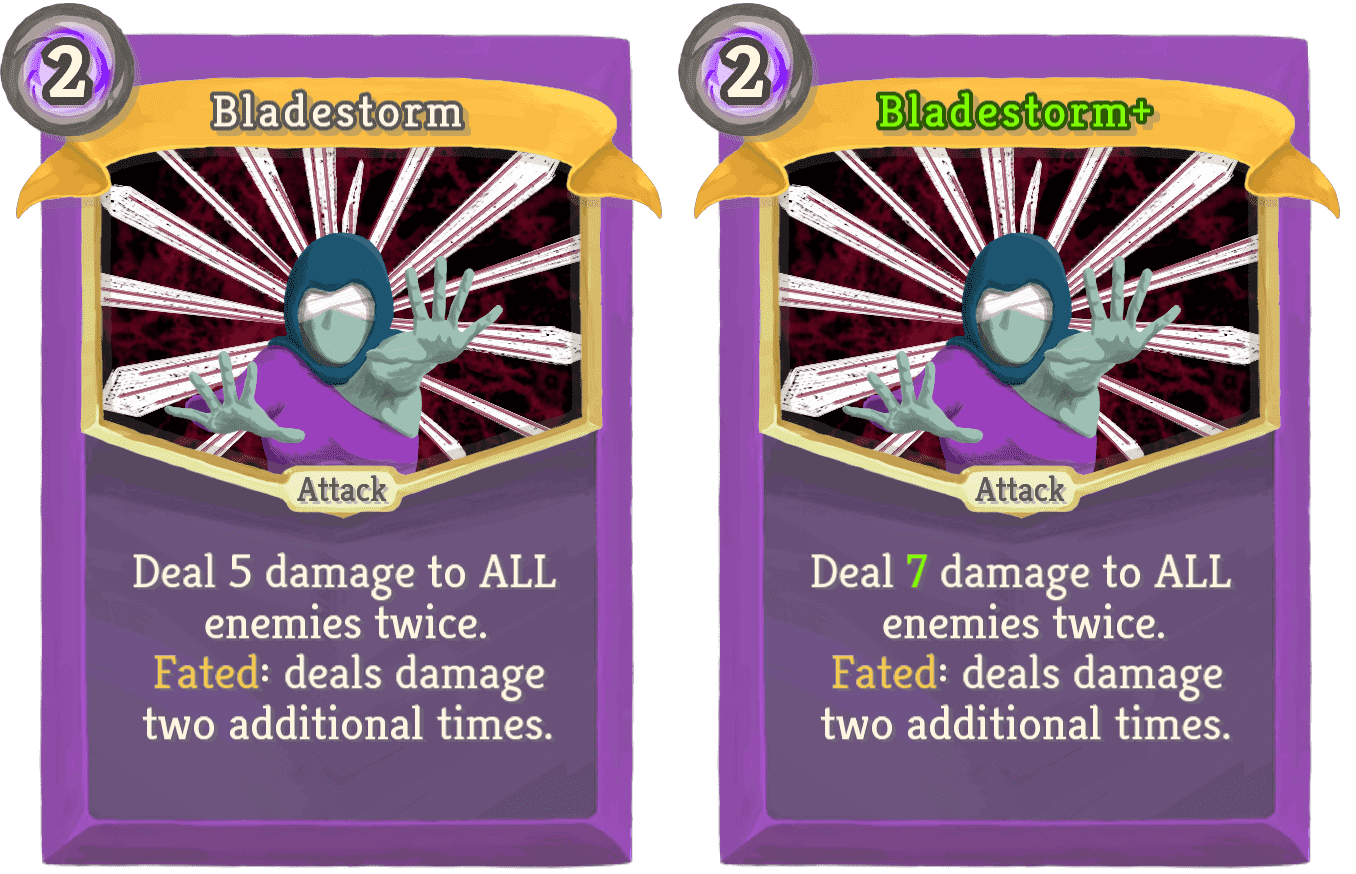 2
Bladestorm
Attack
Deal 5 damage to ALL
enemies twice.
Fated: deals damage
two additional times.
2
Bladestorm+
Attack
Deal 7 damage to ALL
enemies twice.
Fated: deals damage
two additional times.